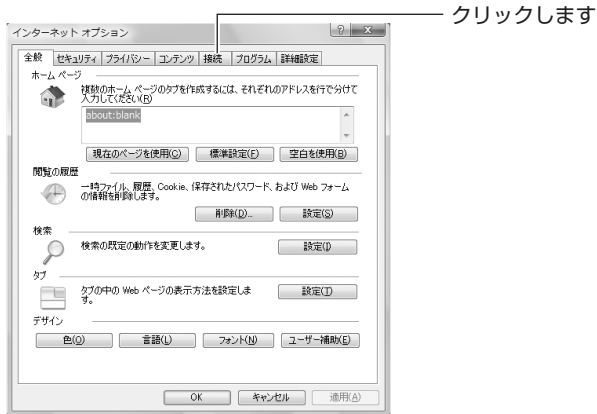 クリックします
インターネット オプション
全般 セキュリティ プライバシー コンテンツ 接続 プログラム 詳細設定
ホーム ページ
複数のホーム ページのタブを作成するには、それぞれのアドレスを行で分けて
入力してください(R)
about:blank
現在のページを使用(C) 標準設定(F) 空白を使用(B)
閲覧の履歴
一時ファイル、履歴、Cookie、保存されたパスワード、および Web フォーム
の情報を削除します。
削除(D)... 設定(S)
検索
検索の既定の動作を変更します。
設定(I)
タブ
タブの中の Web ページの表示方法を設定しま
す。
設定(T)
デザイン
色(O) 言語(L) フォント(N) ユーザー補助(E)
OK キャンセル 適用(A)